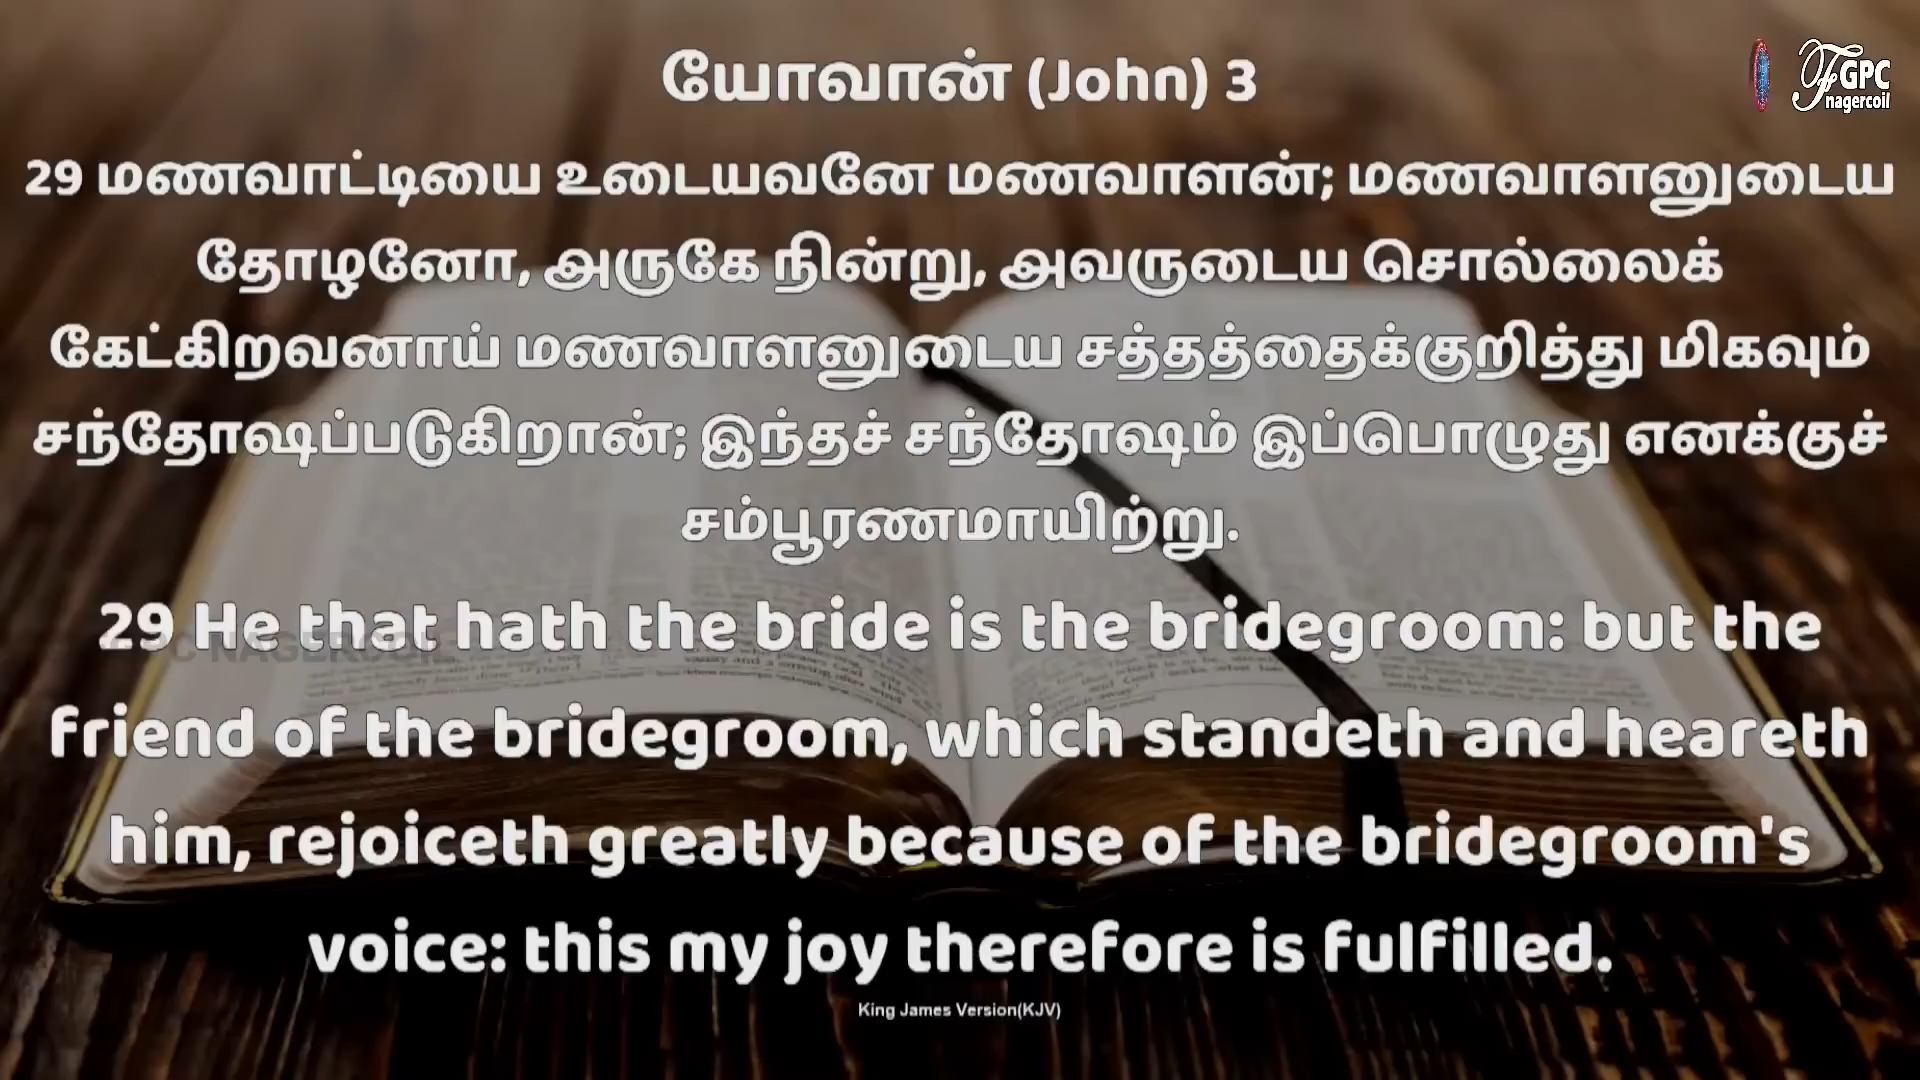 யோவான் (John) 3
FGPC
nagercoil
29 மணவாட்டியை உடையவனே மணவாளன்; மணவாளனுடைய
தோழனோ, அருகே நின்று, அவருடைய சொல்லைக்
கேட்கிறவனாய் மணவாளனுடைய சத்தத்தைக்குறித்து மிகவும்
சந்தோஷப்படுகிறான்; இந்தச் சந்தோஷம் இப்பொழுது எனக்குச்
சம்பூரணமாயிற்று.
29 He that hath the bride is the bridegroom: but the
friend of the bridegroom, which standeth and heareth
him, rejoiceth greatly because of the bridegroom's
voice: this my joy therefore is fulfilled.
King James Version(KJV)